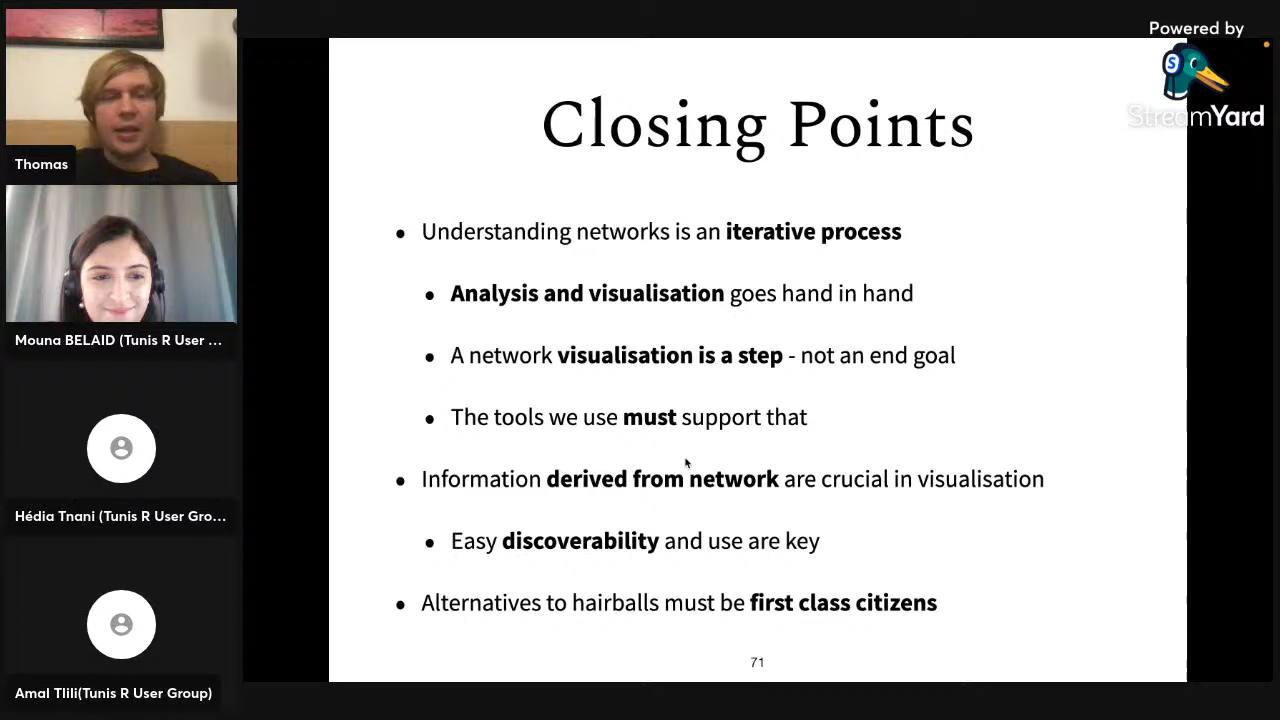 Powered by
StreamYard
Thomas
Mouna BELAID (Tunis R User ...
Hédia Tnani (Tunis R User Gro...
Amal Tlili(Tunis R User Group)
Closing Points
• Understanding networks is an iterative process
• Analysis and visualisation goes hand in hand
• A network visualisation is a step - not an end goal
• The tools we use must support that
• Information derived from network are crucial in visualisation
• Easy discoverability and use are key
• Alternatives to hairballs must be first class citizens
71